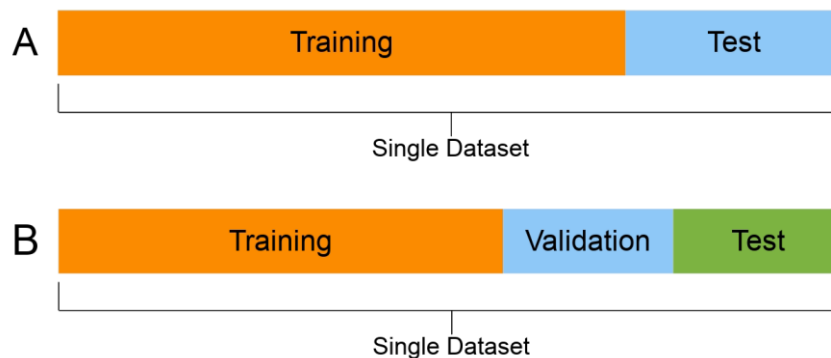 A Training Test
Single Dataset
B Training Validation Test
Single Dataset